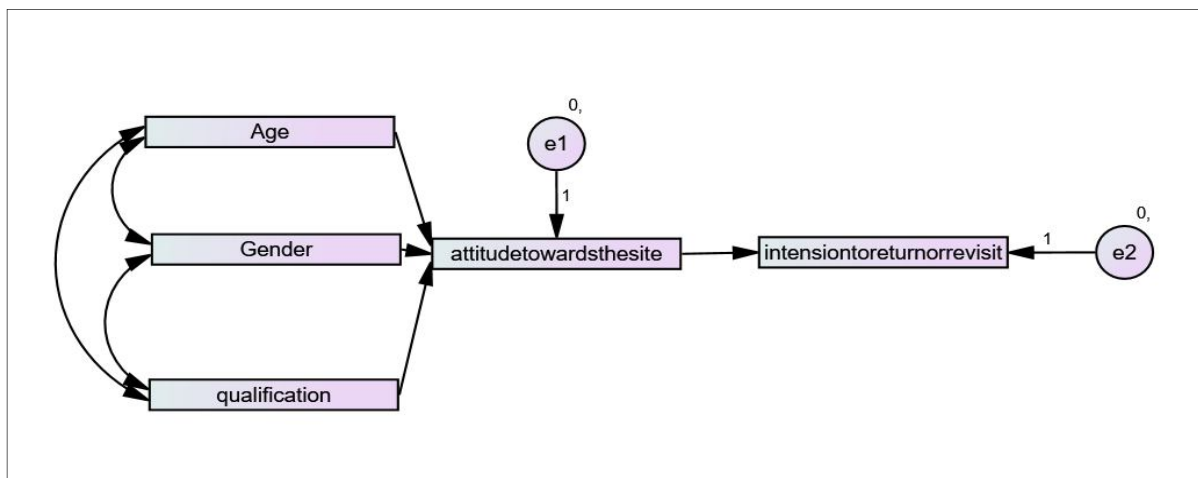 0,
Age
e1
1
0,
Gender
attitudetowardsthesite
intensiontoreturnorrevisit
1
e2
qualification